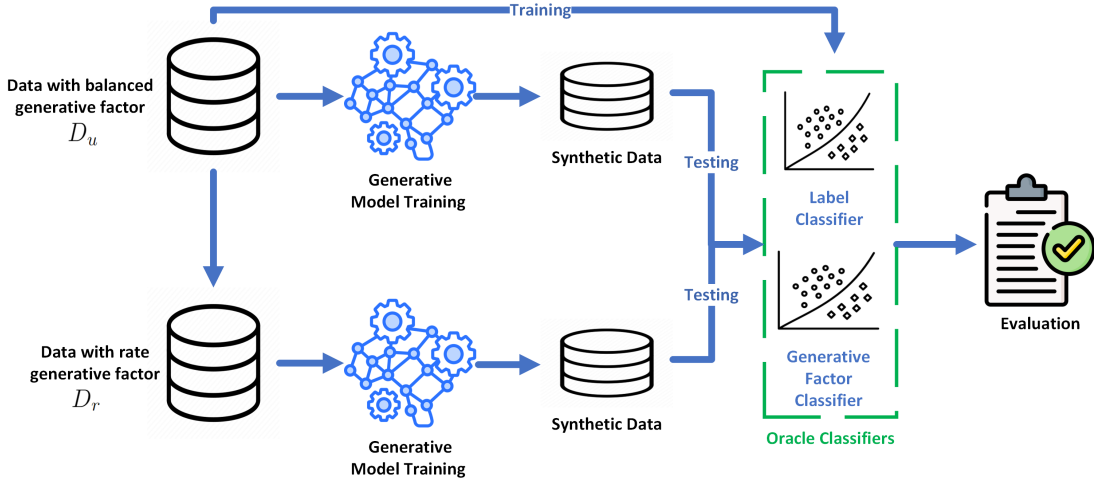 Training
Data with balanced
generative factor
D_u
Generative
Model Training
Synthetic Data
Testing
Label
Classifier
Testing
Generative
Factor
Classifier
Oracle Classifiers
Evaluation
Data with rate
generative factor
D_r
Generative
Model Training
Synthetic Data